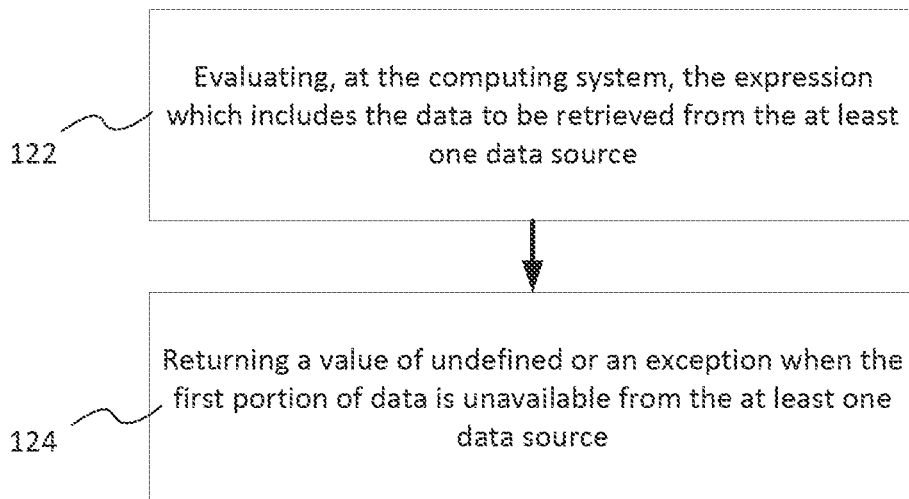 Evaluating, at the computing system, the expression
which includes the data to be retrieved from the at least
one data source
122
Returning a value of undefined or an exception when the
first portion of data is unavailable from the at least one
data source
124